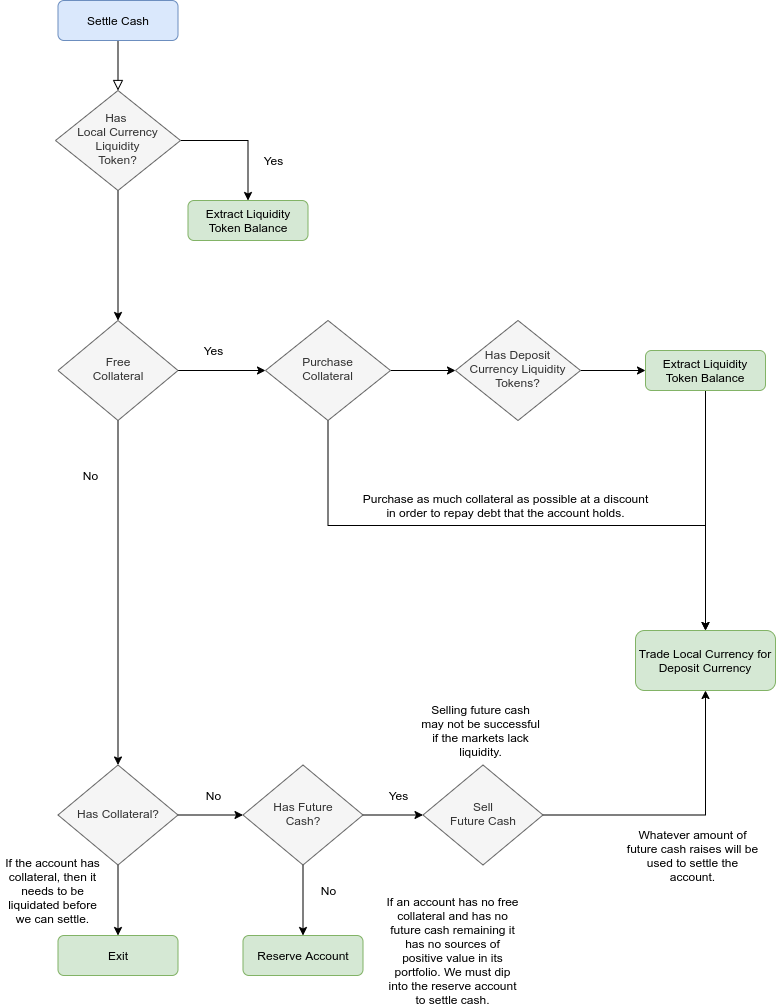 Settle Cash
Has
Local Currency
Liquidity
Token?
Yes
Extract Liquidity
Token Balance
Free
Collateral
Yes
Purchase
Collateral
Has Deposit
Currency Liquidity
Tokens?
Extract Liquidity
Token Balance
No
Purchase as much collateral as possible at a discount
in order to repay debt that the account holds.
Trade Local Currency for
Deposit Currency
Selling future cash
may not be successful
if the markets lack
liquidity.
Has Collateral?
No
Has Future
Cash?
Yes
Sell
Future Cash
Whatever amount of
future cash raises will be
used to settle the
account.
If the account has
collateral, then it
needs to be
liquidated before
we can settle.
No
If an account has no free
collateral and has no
future cash remaining it
has no sources of
positive value in its
portfolio. We must dip
into the reserve account
to settle cash.
Exit
Reserve Account